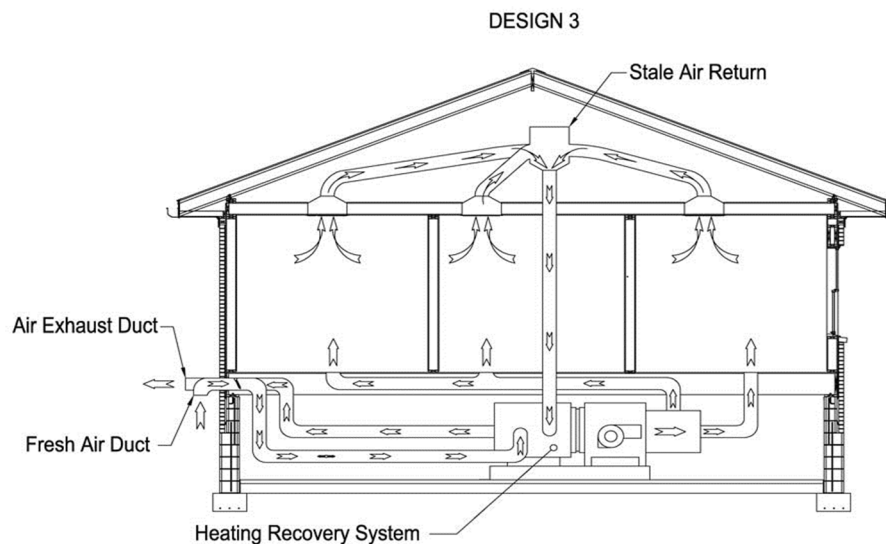 DESIGN 3
Stale Air Return
Air Exhaust Duct
Fresh Air Duct
Heating Recovery System